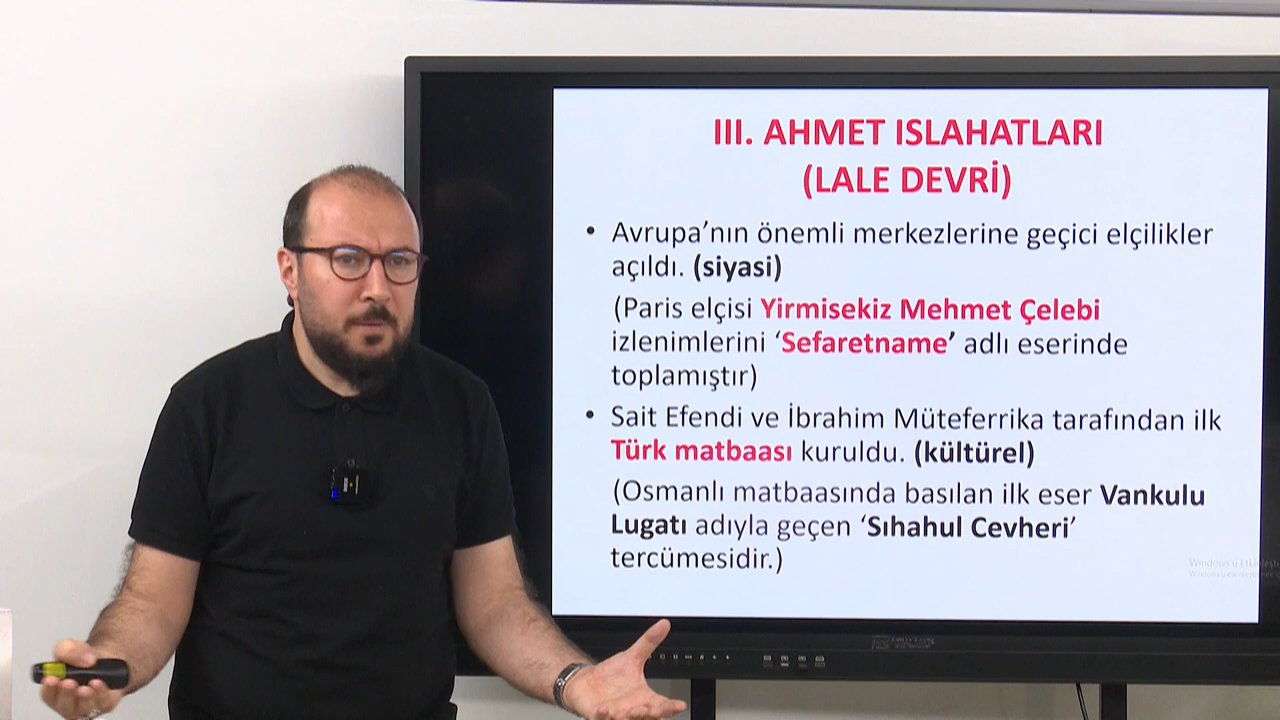 III. AHMET ISLAHATLARI
(LALE DEVRİ)
• Avrupa’nın önemli merkezlerine geçici elçilikler
açıldı. (siyasi)
(Paris elçisi Yirmisekiz Mehmet Çelebi
izlenimlerini ‘Sefaretname’ adlı eserinde
toplamıştır)
• Sait Efendi ve İbrahim Müteferrika tarafından ilk
Türk matbaası kuruldu. (kültürel)
(Osmanlı matbaasında basılan ilk eser Vankulu
Lugatı adıyla geçen ‘Sıhahul Cevheri’
tercümesidir.)
Windows'u Etkinleşti